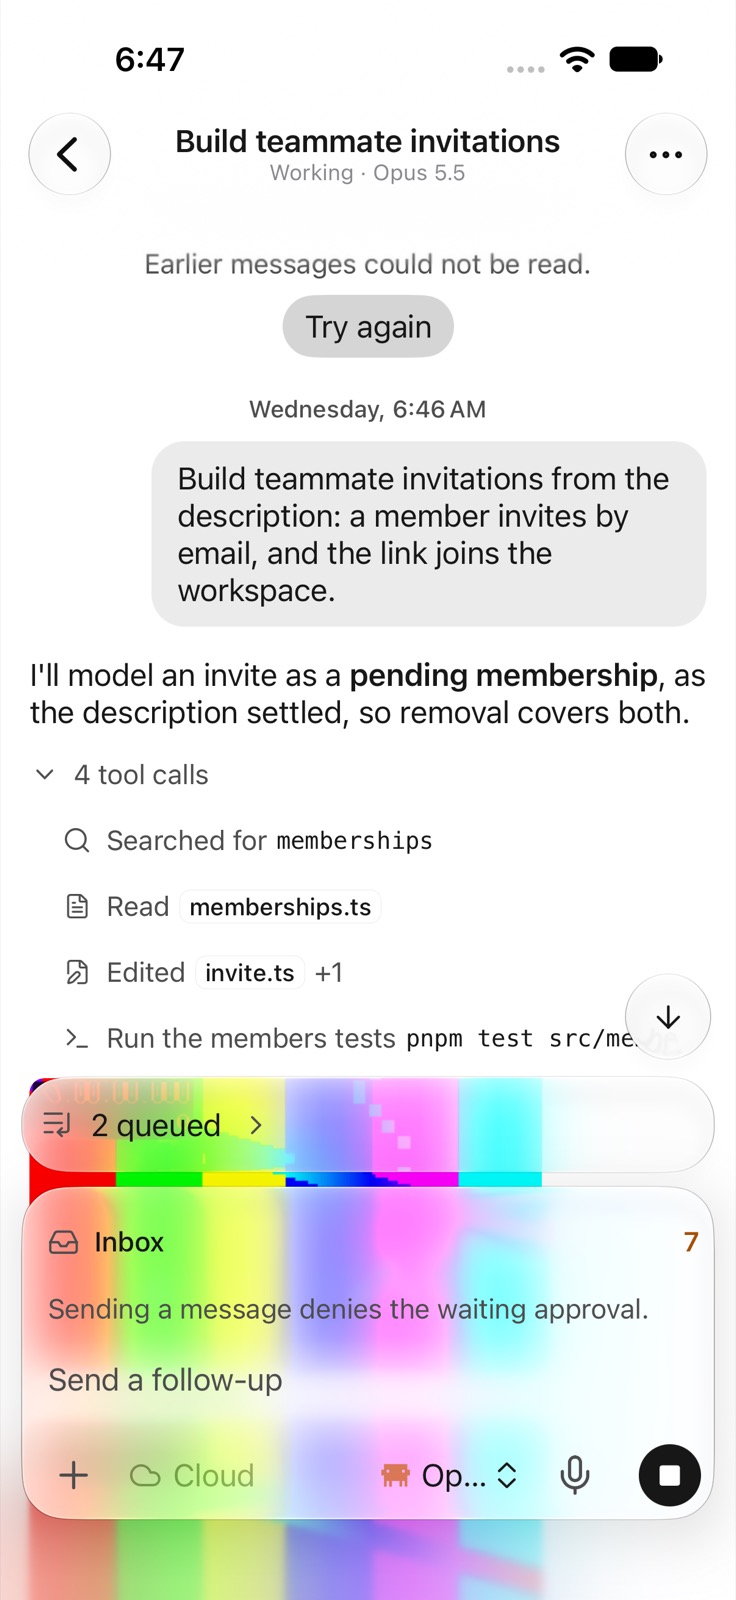 6:47
Build teammate invitations
Working · Opus 5.5
Earlier messages could not be read.
Try again
Wednesday, 6:46 AM
Build teammate invitations from the
description: a member invites by
email, and the link joins the
workspace.
I'll model an invite as a pending membership, as
the description settled, so removal covers both.
4 tool calls
Searched for memberships
Read memberships.ts
Edited invite.ts +1
Run the members tests pnpm test src/me
2 queued
Inbox 7
Sending a message denies the waiting approval.
Send a follow-up
Cloud Op...